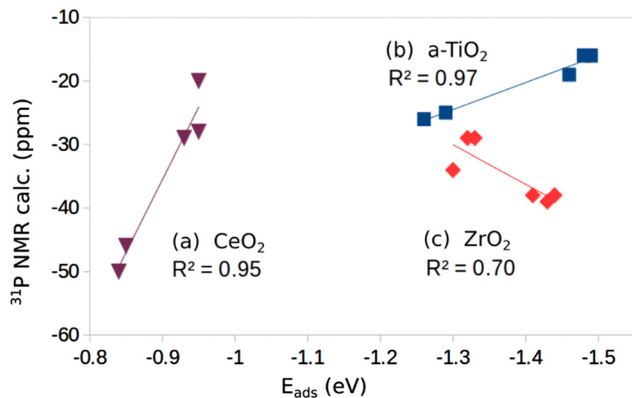 -10
-20
-30
-40
-50
-60
³¹P NMR calc. (ppm)
(b) a-TiO₂
R² = 0.97
(a) CeO₂
R² = 0.95
(c) ZrO₂
R² = 0.70
-0.8 -0.9 -1 -1.1 -1.2 -1.3 -1.4 -1.5
E_ads (eV)